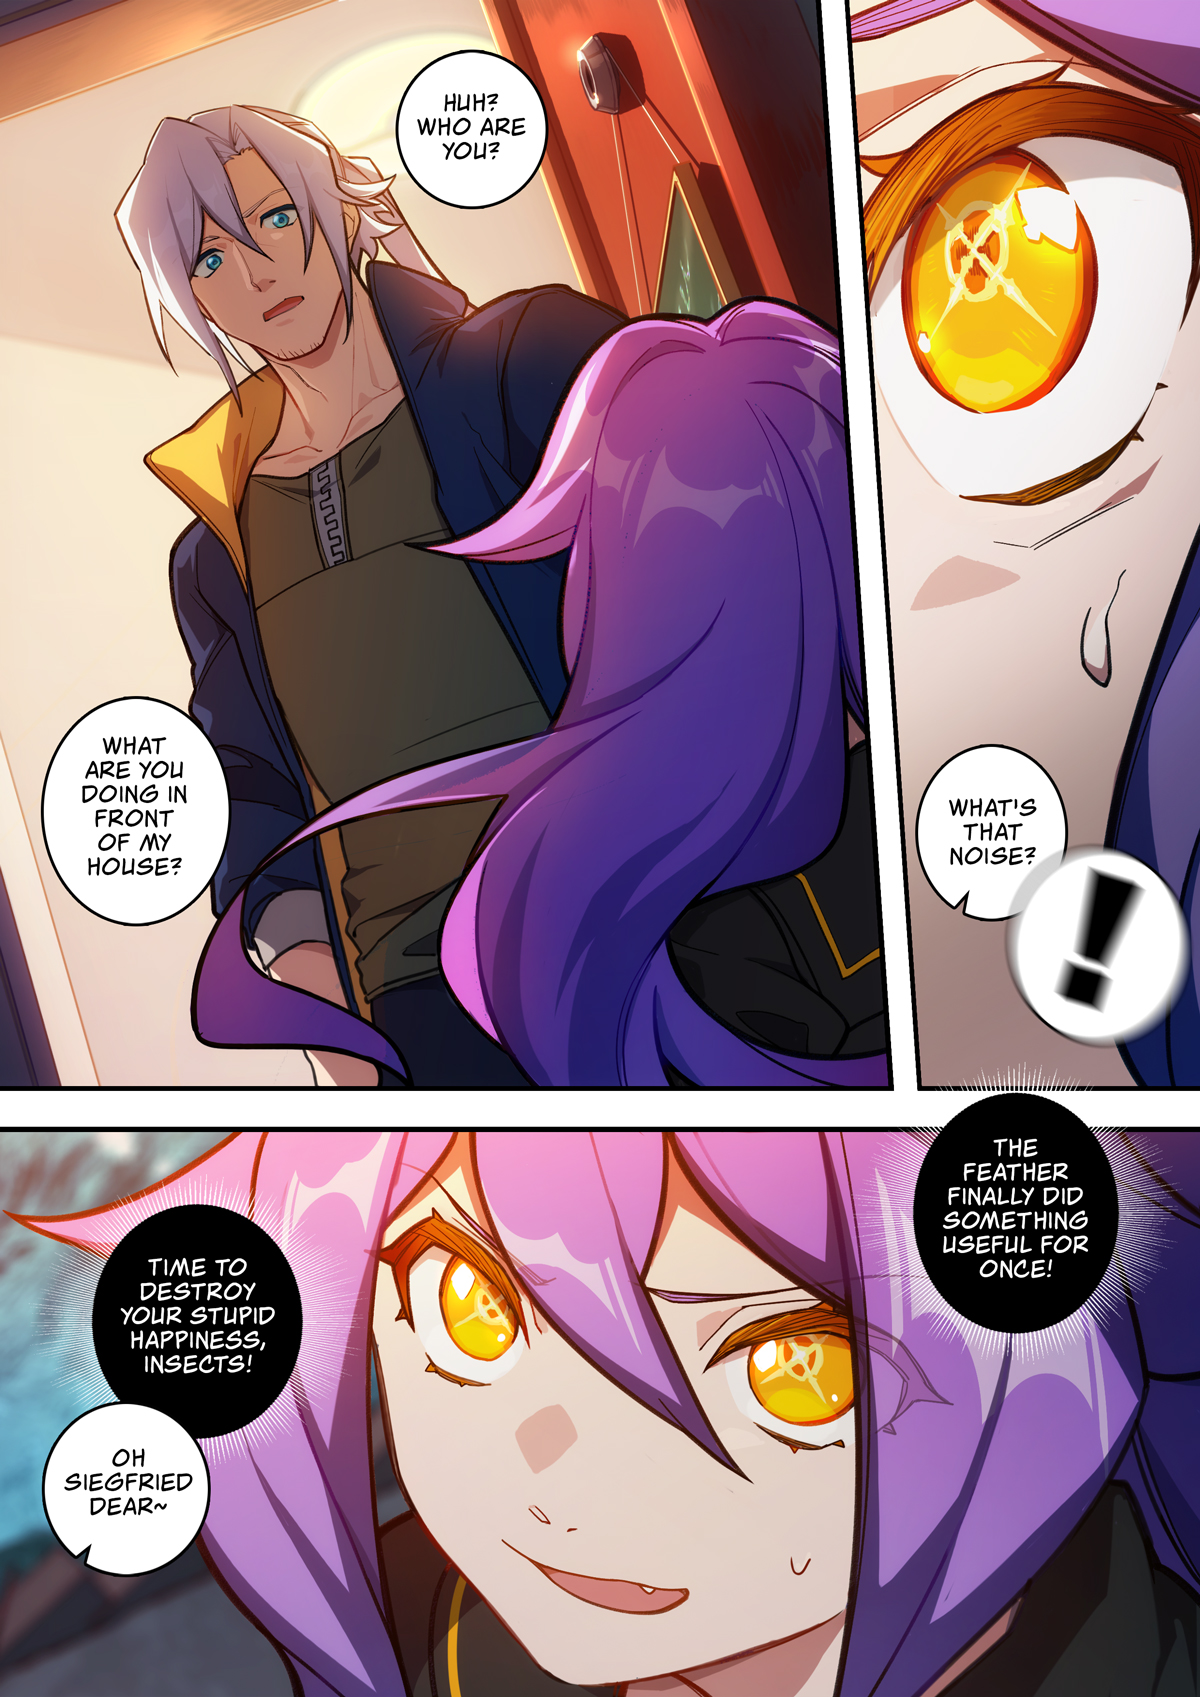 HUH?
WHO ARE
YOU?
WHAT
ARE YOU
DOING IN
FRONT
OF MY
HOUSE?
WHAT'S
THAT
NOISE?
!
THE
FEATHER
FINALLY DID
SOMETHING
USEFUL FOR
ONCE!
TIME TO
DESTROY
YOUR STUPID
HAPPINESS,
INSECTS!
OH
SIEGFRIED
DEAR~